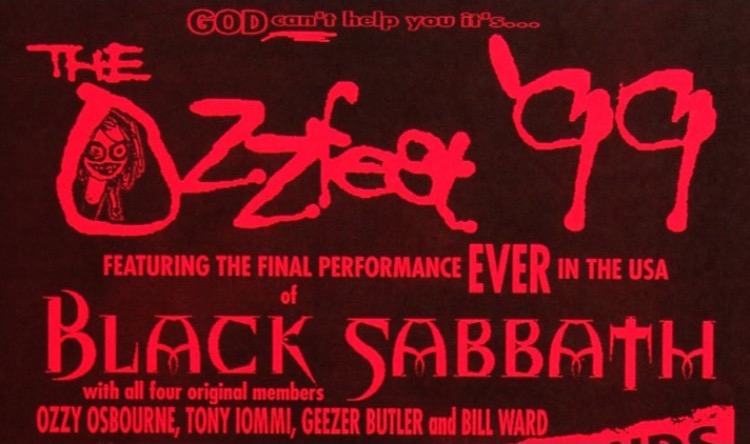 GOD can't help you it's...
THE
Ozzfest '99
FEATURING THE FINAL PERFORMANCE EVER IN THE USA
of
BLACK SABBATH
with all four original members
OZZY OSBOURNE, TONY IOMMI, GEEZER BUTLER and BILL WARD